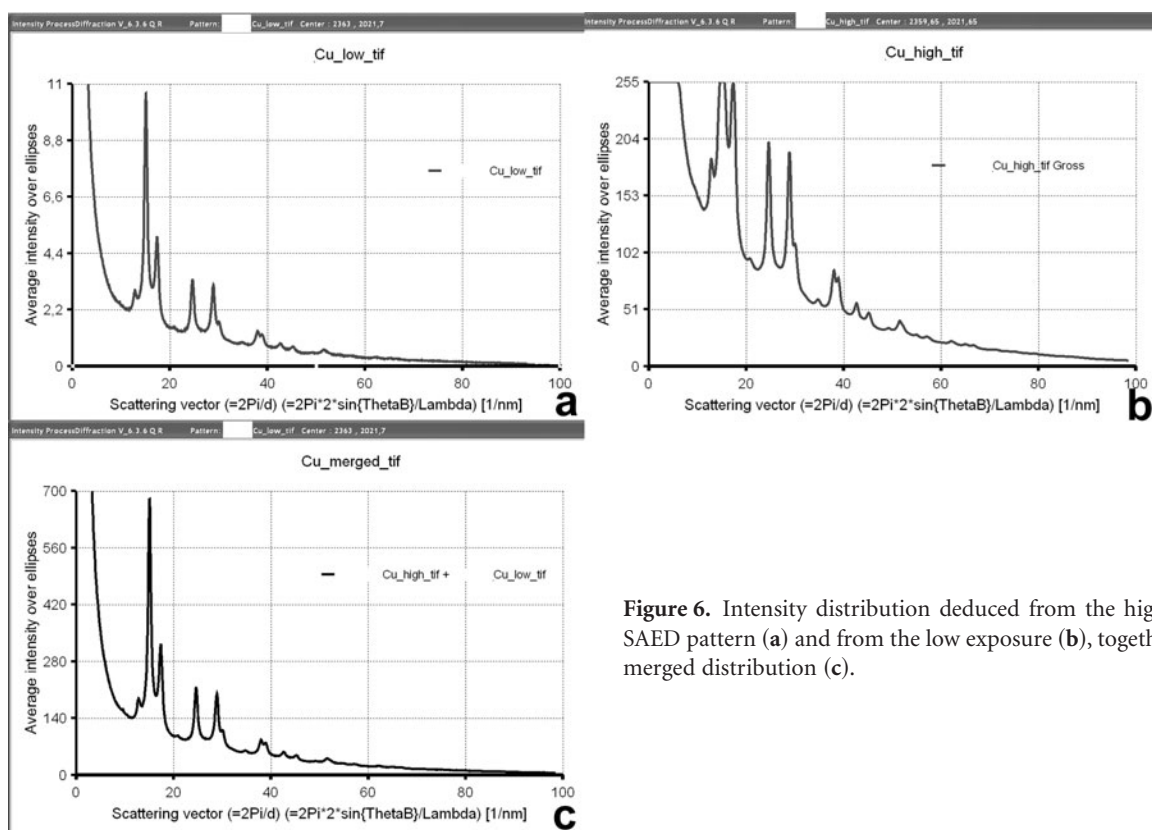 Intensity ProcessDiffraction V_6.3.6 Q R Pattern: Cu_low_tif Center : 2363 , 2021,7
Cu_low_tif
11
8,8
6,6
4,4
2,2
0
Average intensity over ellipses
Cu_low_tif
0 20 40 60 80 100
Scattering vector (=2Pi/d) (=2Pi*2*sin{ThetaB}/Lambda) [1/nm]
a
Intensity ProcessDiffraction V_6.3.6 Q R Pattern: Cu_high_tif Center : 2359,65 , 2021,65
Cu_high_tif
255
204
153
102
51
0
Average intensity over ellipses
Cu_high_tif Gross
0 20 40 60 80 100
Scattering vector (=2Pi/d) (=2Pi*2*sin{ThetaB}/Lambda) [1/nm]
b
Intensity ProcessDiffraction V_6.3.6 Q R Pattern: Cu_low_tif Center : 2363 , 2021,7
Cu_merged_tif
700
560
420
280
140
0
Average intensity over ellipses
Cu_high_tif + Cu_low_tif
0 20 40 60 80 100
Scattering vector (=2Pi/d) (=2Pi*2*sin{ThetaB}/Lambda) [1/nm]
c
Figure 6. Intensity distribution deduced from the hig
SAED pattern (a) and from the low exposure (b), togeth
merged distribution (c).